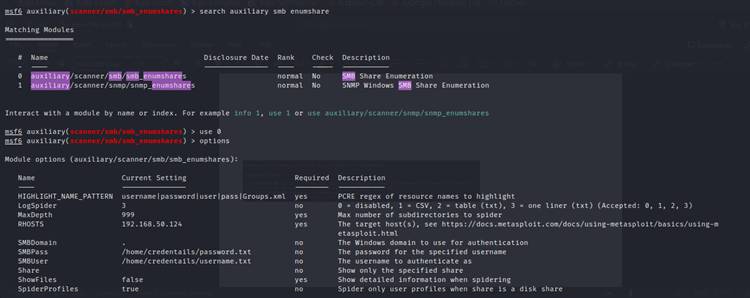 msf6 auxiliary(scanner/smb/smb_enumshares) > search auxiliary smb enumshare
Matching Modules
================
# Name Disclosure Date Rank Check Description
- ---- --------------- ---- ----- -----------
0 auxiliary/scanner/smb/smb_enumshares normal No SMB Share Enumeration
1 auxiliary/scanner/snmp/snmp_enumshares normal No SNMP Windows SMB Share Enumeration
Interact with a module by name or index. For example info 1, use 1 or use auxiliary/scanner/snmp/snmp_enumshares
msf6 auxiliary(scanner/smb/smb_enumshares) > use 0
msf6 auxiliary(scanner/smb/smb_enumshares) > options
Module options (auxiliary/scanner/smb/smb_enumshares):
Name Current Setting Required Description
---- --------------- -------- -----------
HIGHLIGHT_NAME_PATTERN username|password|user|pass|Groups.xml yes PCRE regex of resource names to highlight
LogSpider 3 no 0 = disabled, 1 = CSV, 2 = table (txt), 3 = one liner (txt) (Accepted: 0, 1, 2, 3)
MaxDepth 999 yes Max number of subdirectories to spider
RHOSTS 192.168.50.124 yes The target host(s), see https://docs.metasploit.com/docs/using-metasploit/basics/using-m
etasploit.html
SMBDomain . no The Windows domain to use for authentication
SMBPass /home/credentails/password.txt no The password for the specified username
SMBUser /home/credentails/username.txt no The username to authenticate as
Share no Show only the specified share
ShowFiles false yes Show detailed information when spidering
SpiderProfiles true no Spider only user profiles when share is a disk share